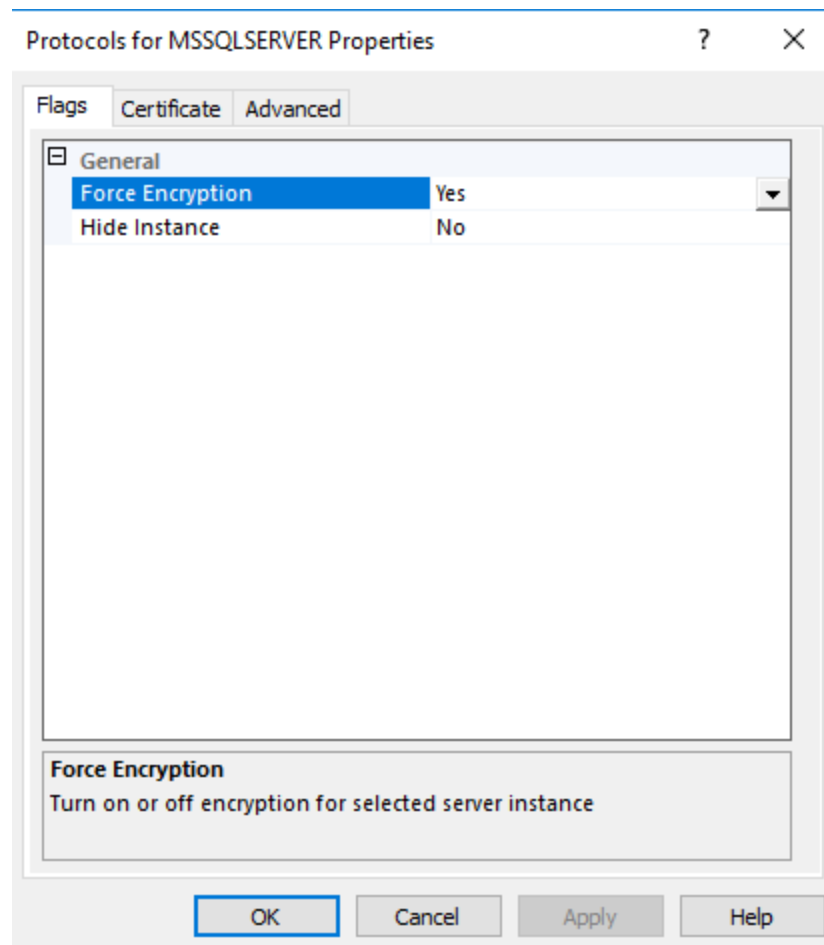 Protocols for MSSQLSERVER Properties ?
Flags Certificate Advanced
General
Force Encryption Yes
Hide Instance No
Force Encryption
Turn on or off encryption for selected server instance
OK Cancel Apply Help